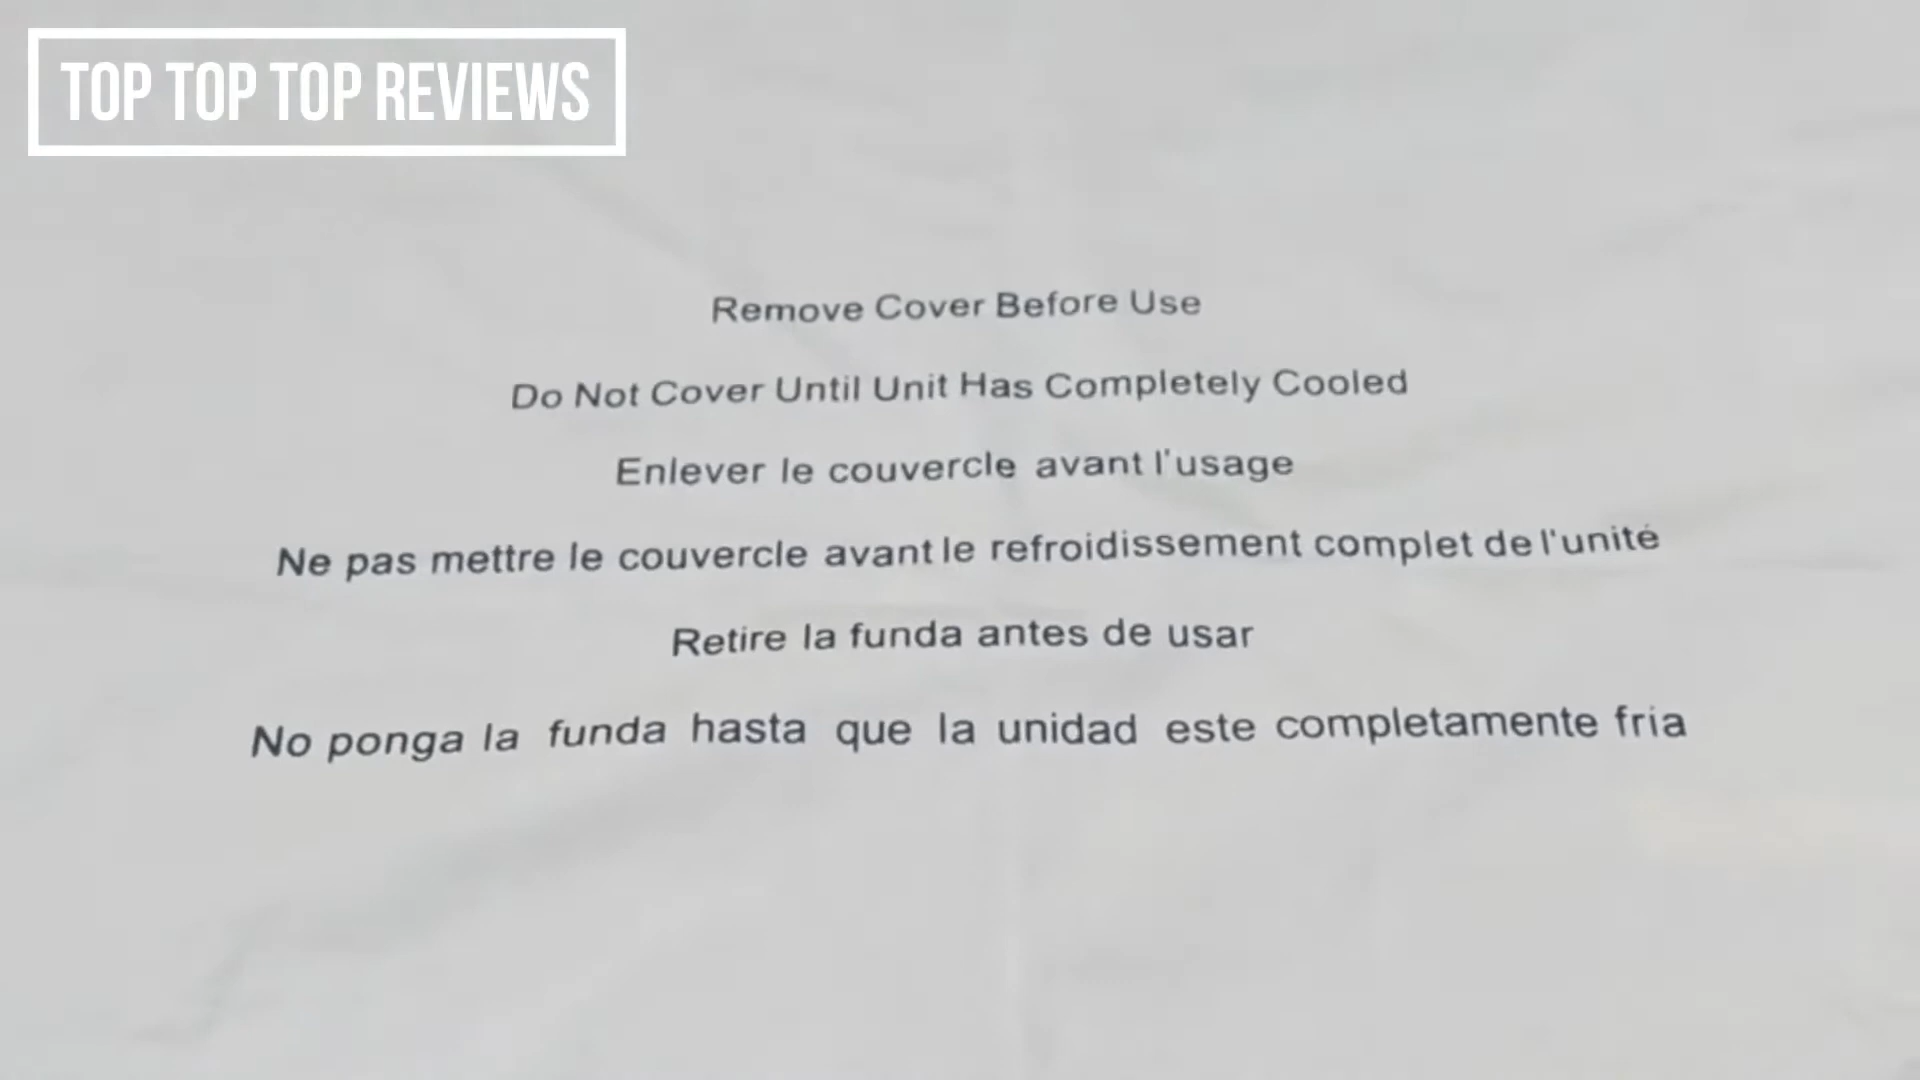 TOP TOP TOP REVIEWS
Remove Cover Before Use
Do Not Cover Until Unit Has Completely Cooled
Enlever le couvercle avant l'usage
Ne pas mettre le couvercle avant le refroidissement complet de l'unité
Retire la funda antes de usar
No ponga la funda hasta que la unidad este completamente fria